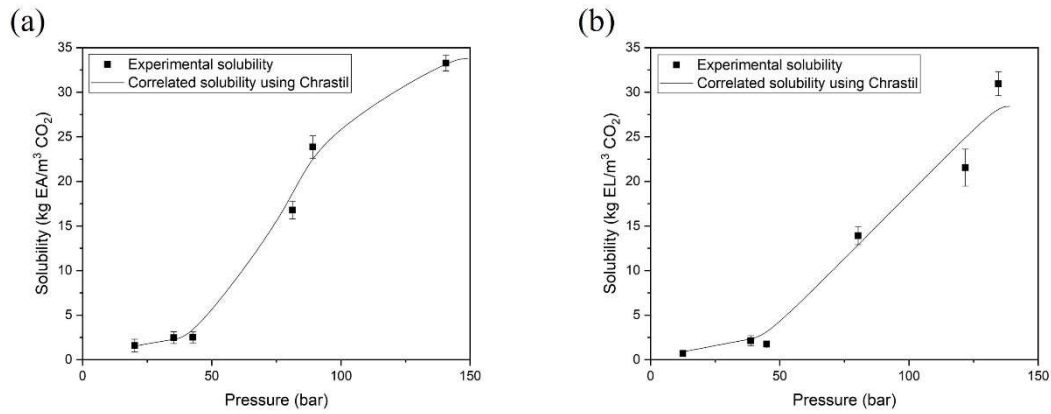 (a)
35
30
25
20
15
10
5
0
Solubility (kg EA/m³ CO₂)
Experimental solubility
Correlated solubility using Chrastil
0 50 100 150
Pressure (bar)
(b)
35
30
25
20
15
10
5
0
Solubility (kg EL/m³ CO₂)
Experimental solubility
Correlated solubility using Chrastil
0 50 100 150
Pressure (bar)